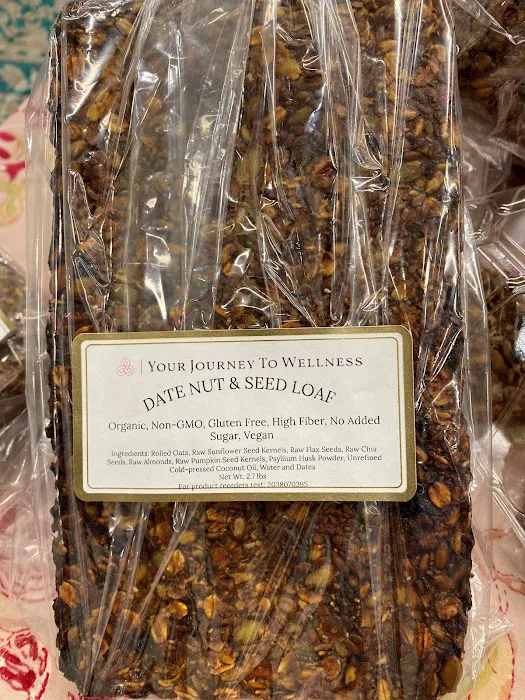 YOUR JOURNEY TO WELLNESS
DATE NUT & SEED LOAF
Organic, Non-GMO, Gluten Free, High Fiber, No Added
Sugar, Vegan
Ingredients: Rolled Oats, Raw Sunflower Seed Kernels, Raw Flax Seeds, Raw Chia
Seeds, Raw Almonds, Raw Pumpkin Seed Kernels, Psyllium Husk Powder, Unrefined
Cold-pressed Coconut Oil, Water and Dates
Net Wt. 2.7 lbs
For product reorders text: 2038070395